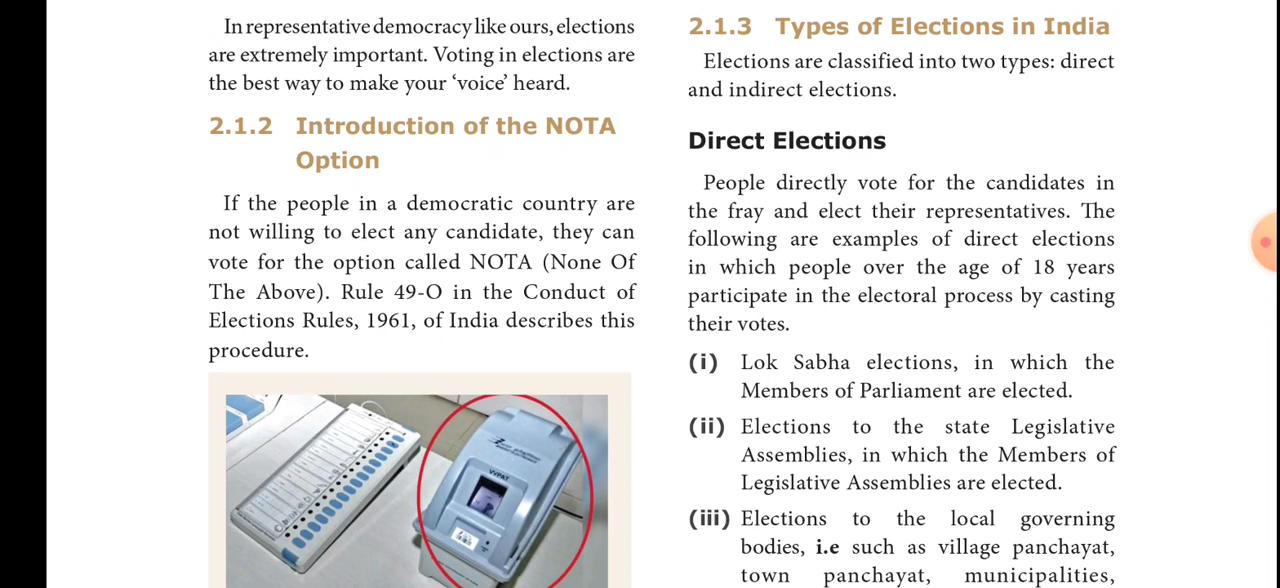 In representative democracy like ours, elections
are extremely important. Voting in elections are
the best way to make your ‘voice’ heard.
2.1.2 Introduction of the NOTA
Option
If the people in a democratic country are
not willing to elect any candidate, they can
vote for the option called NOTA (None Of
The Above). Rule 49-O in the Conduct of
Elections Rules, 1961, of India describes this
procedure.
VVPAT
2.1.3 Types of Elections in India
Elections are classified into two types: direct
and indirect elections.
Direct Elections
People directly vote for the candidates in
the fray and elect their representatives. The
following are examples of direct elections
in which people over the age of 18 years
participate in the electoral process by casting
their votes.
(i) Lok Sabha elections, in which the
Members of Parliament are elected.
(ii) Elections to the state Legislative
Assemblies, in which the Members of
Legislative Assemblies are elected.
(iii) Elections to the local governing
bodies, i.e such as village panchayat,
town panchayat, municipalities,